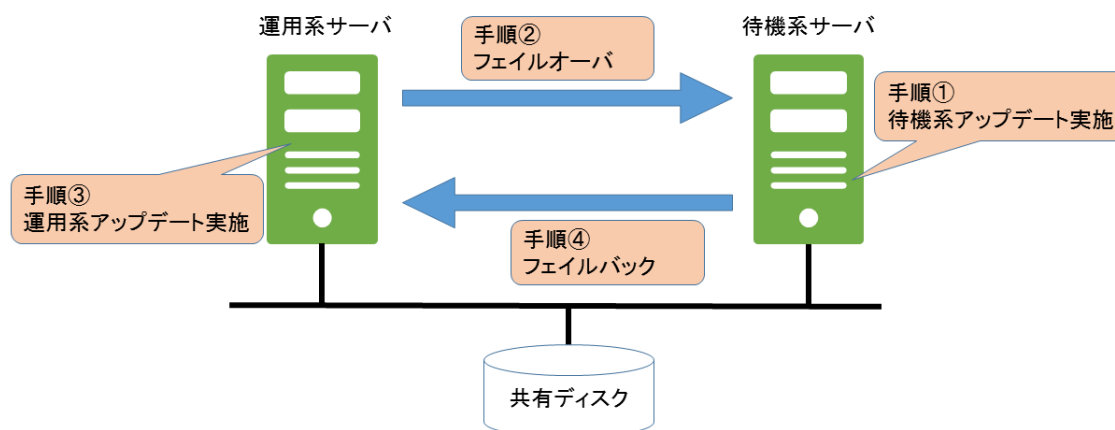 運用系サーバ
手順②
フェイルオーバ
待機系サーバ
手順①
待機系アップデート実施
手順③
運用系アップデート実施
手順④
フェイルバック
共有ディスク